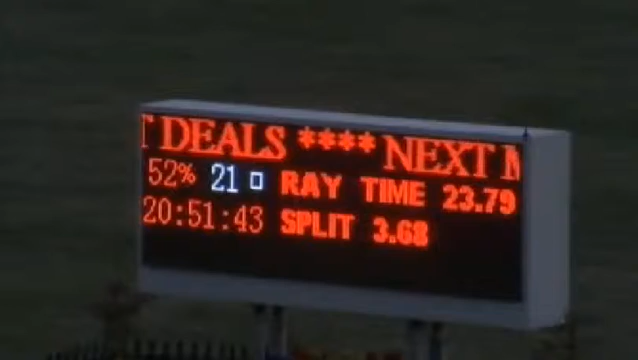 T DEALS **** NEXT M
52% 21 □ RAY TIME 23.79
20:51:43 SPLIT 3.68